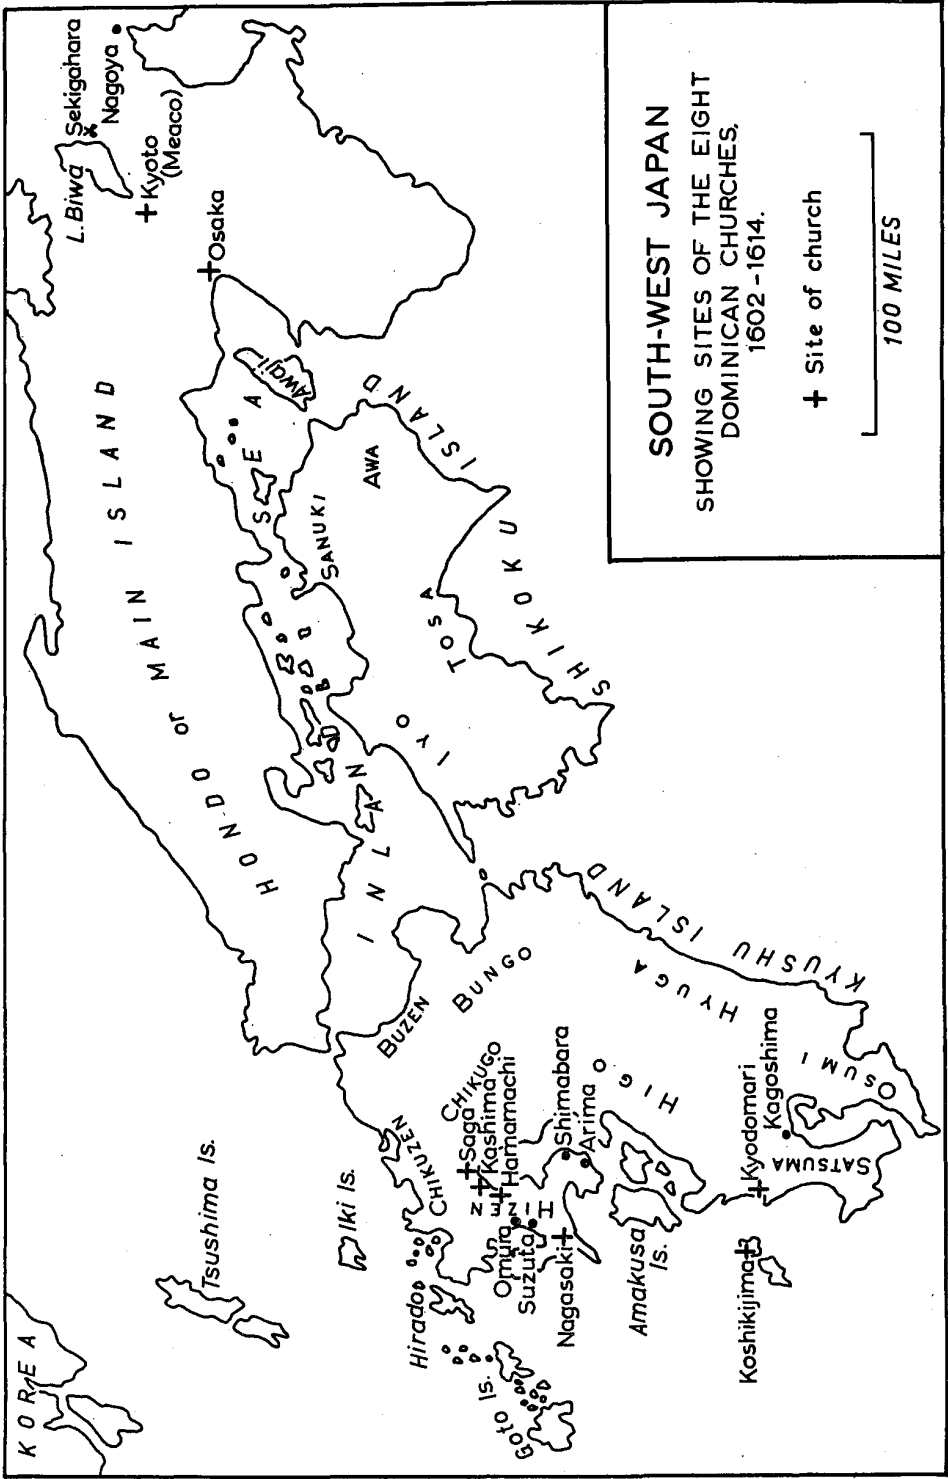 SOUTH-WEST JAPAN
SHOWING SITES OF THE EIGHT
DOMINICAN CHURCHES,
1602-1614.
+ Site of church
100 MILES
KOREA
Tsushima Is.
Iki Is.
Hirado
Goto Is.
HONDO or MAIN ISLAND
L. Biwa
Sekigahara
Nagoya
Kyoto
(Meaco)
Osaka
Awaji
INLAND SEA
SANUKI
AWA
TOSA
IYO
SHIKOKU ISLAND
BUZEN
BUNGO
CHIKUZEN
CHIKUGO
Saga
Kashima
Hamamachi
HIZEN
Omura
Suzuta
Nagasaki
Shimabara
Arima
HIGO
HYUGA
KYUSHU ISLAND
Amakusa
Is.
Koshikijima
Kyodomari
Kagoshima
SATSUMA
OSUMI